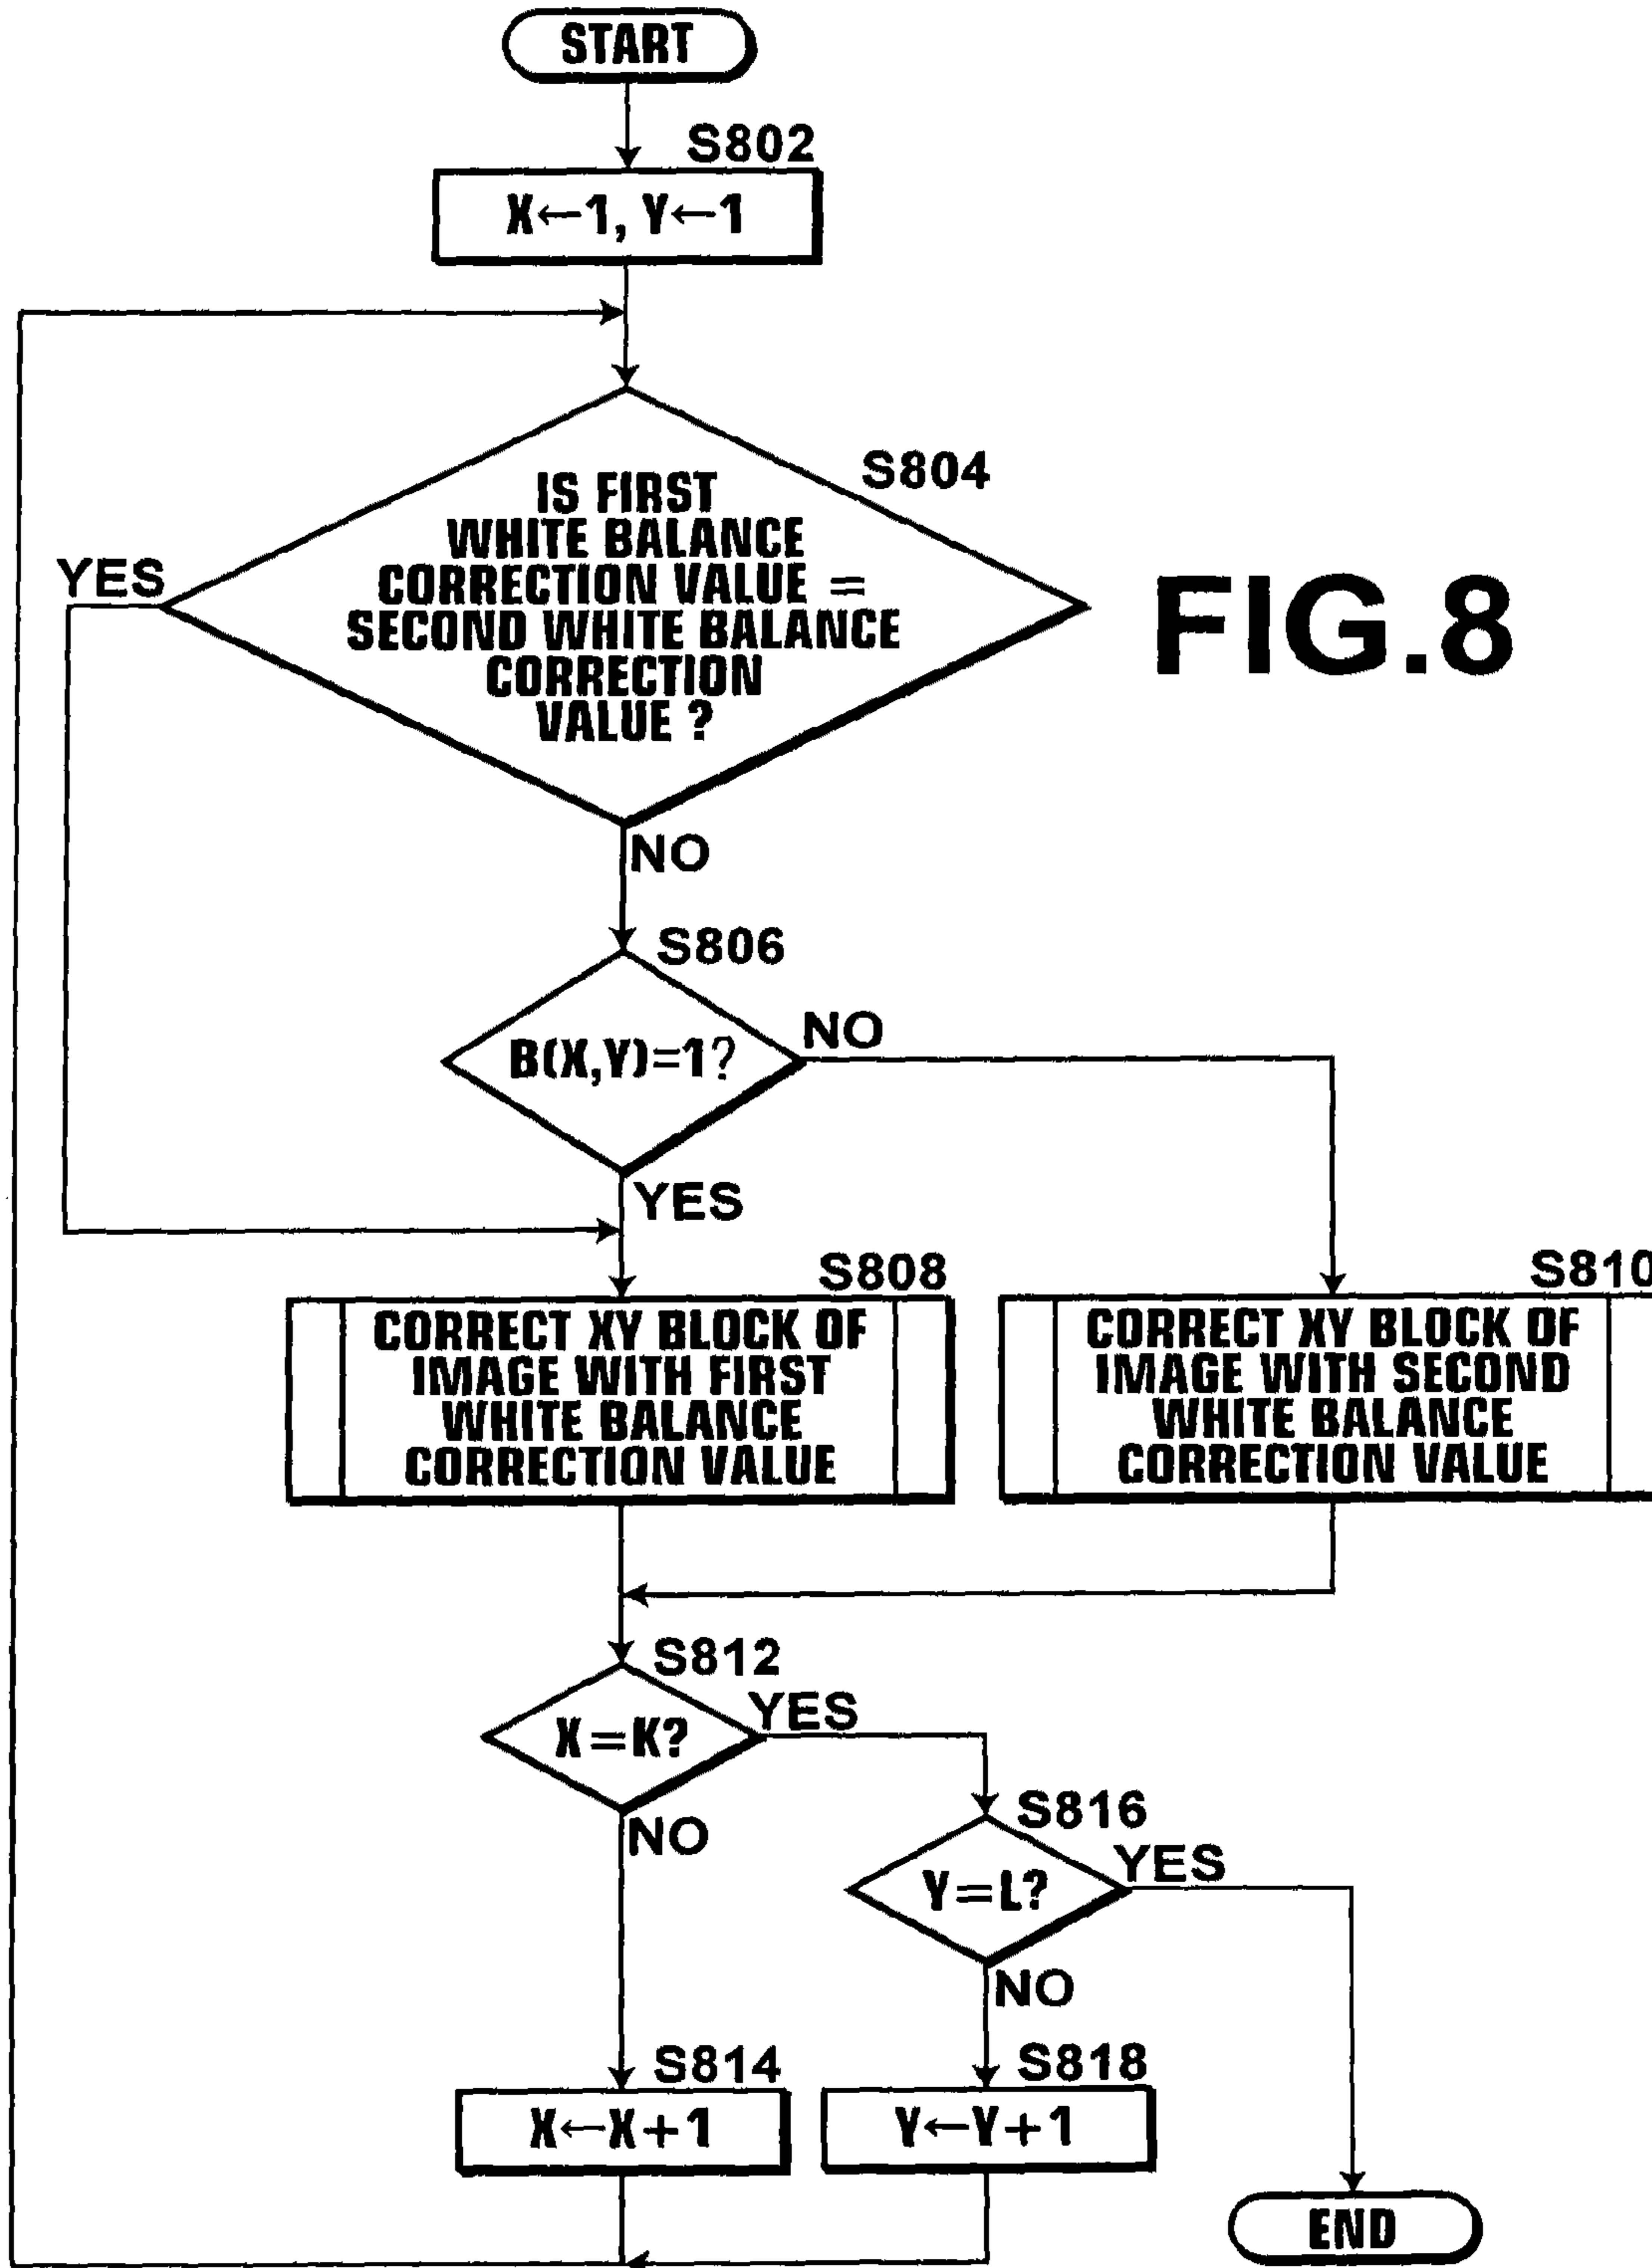 START
S802
X←1, Y←1
S804
IS FIRST
WHITE BALANCE
CORRECTION VALUE =
SECOND WHITE BALANCE
CORRECTION
VALUE ?
YES
FIG.8
NO
S806
B(X,Y)=1?
NO
YES
S808
CORRECT XY BLOCK OF
IMAGE WITH FIRST
WHITE BALANCE
CORRECTION VALUE
S810
CORRECT XY BLOCK OF
IMAGE WITH SECOND
WHITE BALANCE
CORRECTION VALUE
S812
X=K?
YES
NO
S816
Y=L?
YES
NO
S814
X←X+1
S818
Y←Y+1
END